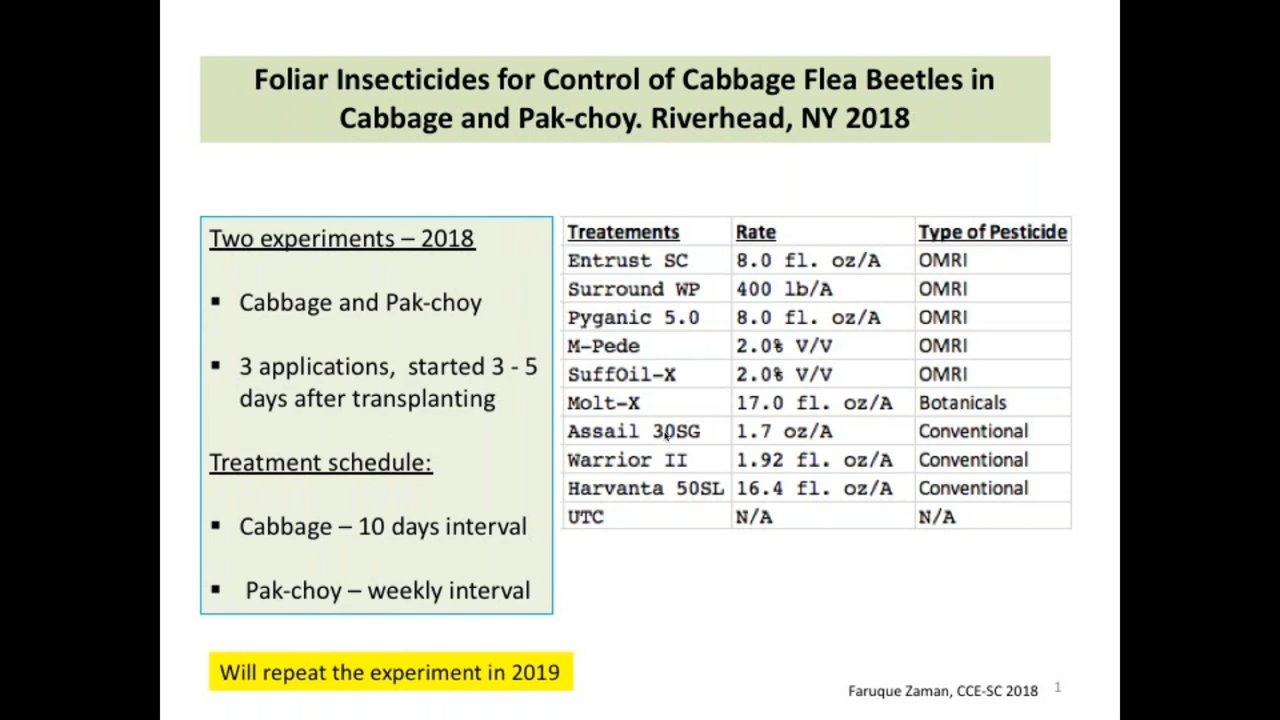 Foliar Insecticides for Control of Cabbage Flea Beetles in
Cabbage and Pak-choy. Riverhead, NY 2018
Two experiments – 2018
▪ Cabbage and Pak-choy
▪ 3 applications, started 3 - 5
days after transplanting
Treatment schedule:
▪ Cabbage – 10 days interval
▪ Pak-choy – weekly interval
Treatements Rate Type of Pesticide
Entrust SC 8.0 fl. oz/A OMRI
Surround WP 400 lb/A OMRI
Pyganic 5.0 8.0 fl. oz/A OMRI
M-Pede 2.0% V/V OMRI
SuffOil-X 2.0% V/V OMRI
Molt-X 17.0 fl. oz/A Botanicals
Assail 30SG 1.7 oz/A Conventional
Warrior II 1.92 fl. oz/A Conventional
Harvanta 50SL 16.4 fl. oz/A Conventional
UTC N/A N/A
Will repeat the experiment in 2019
Faruque Zaman, CCE-SC 2018 1